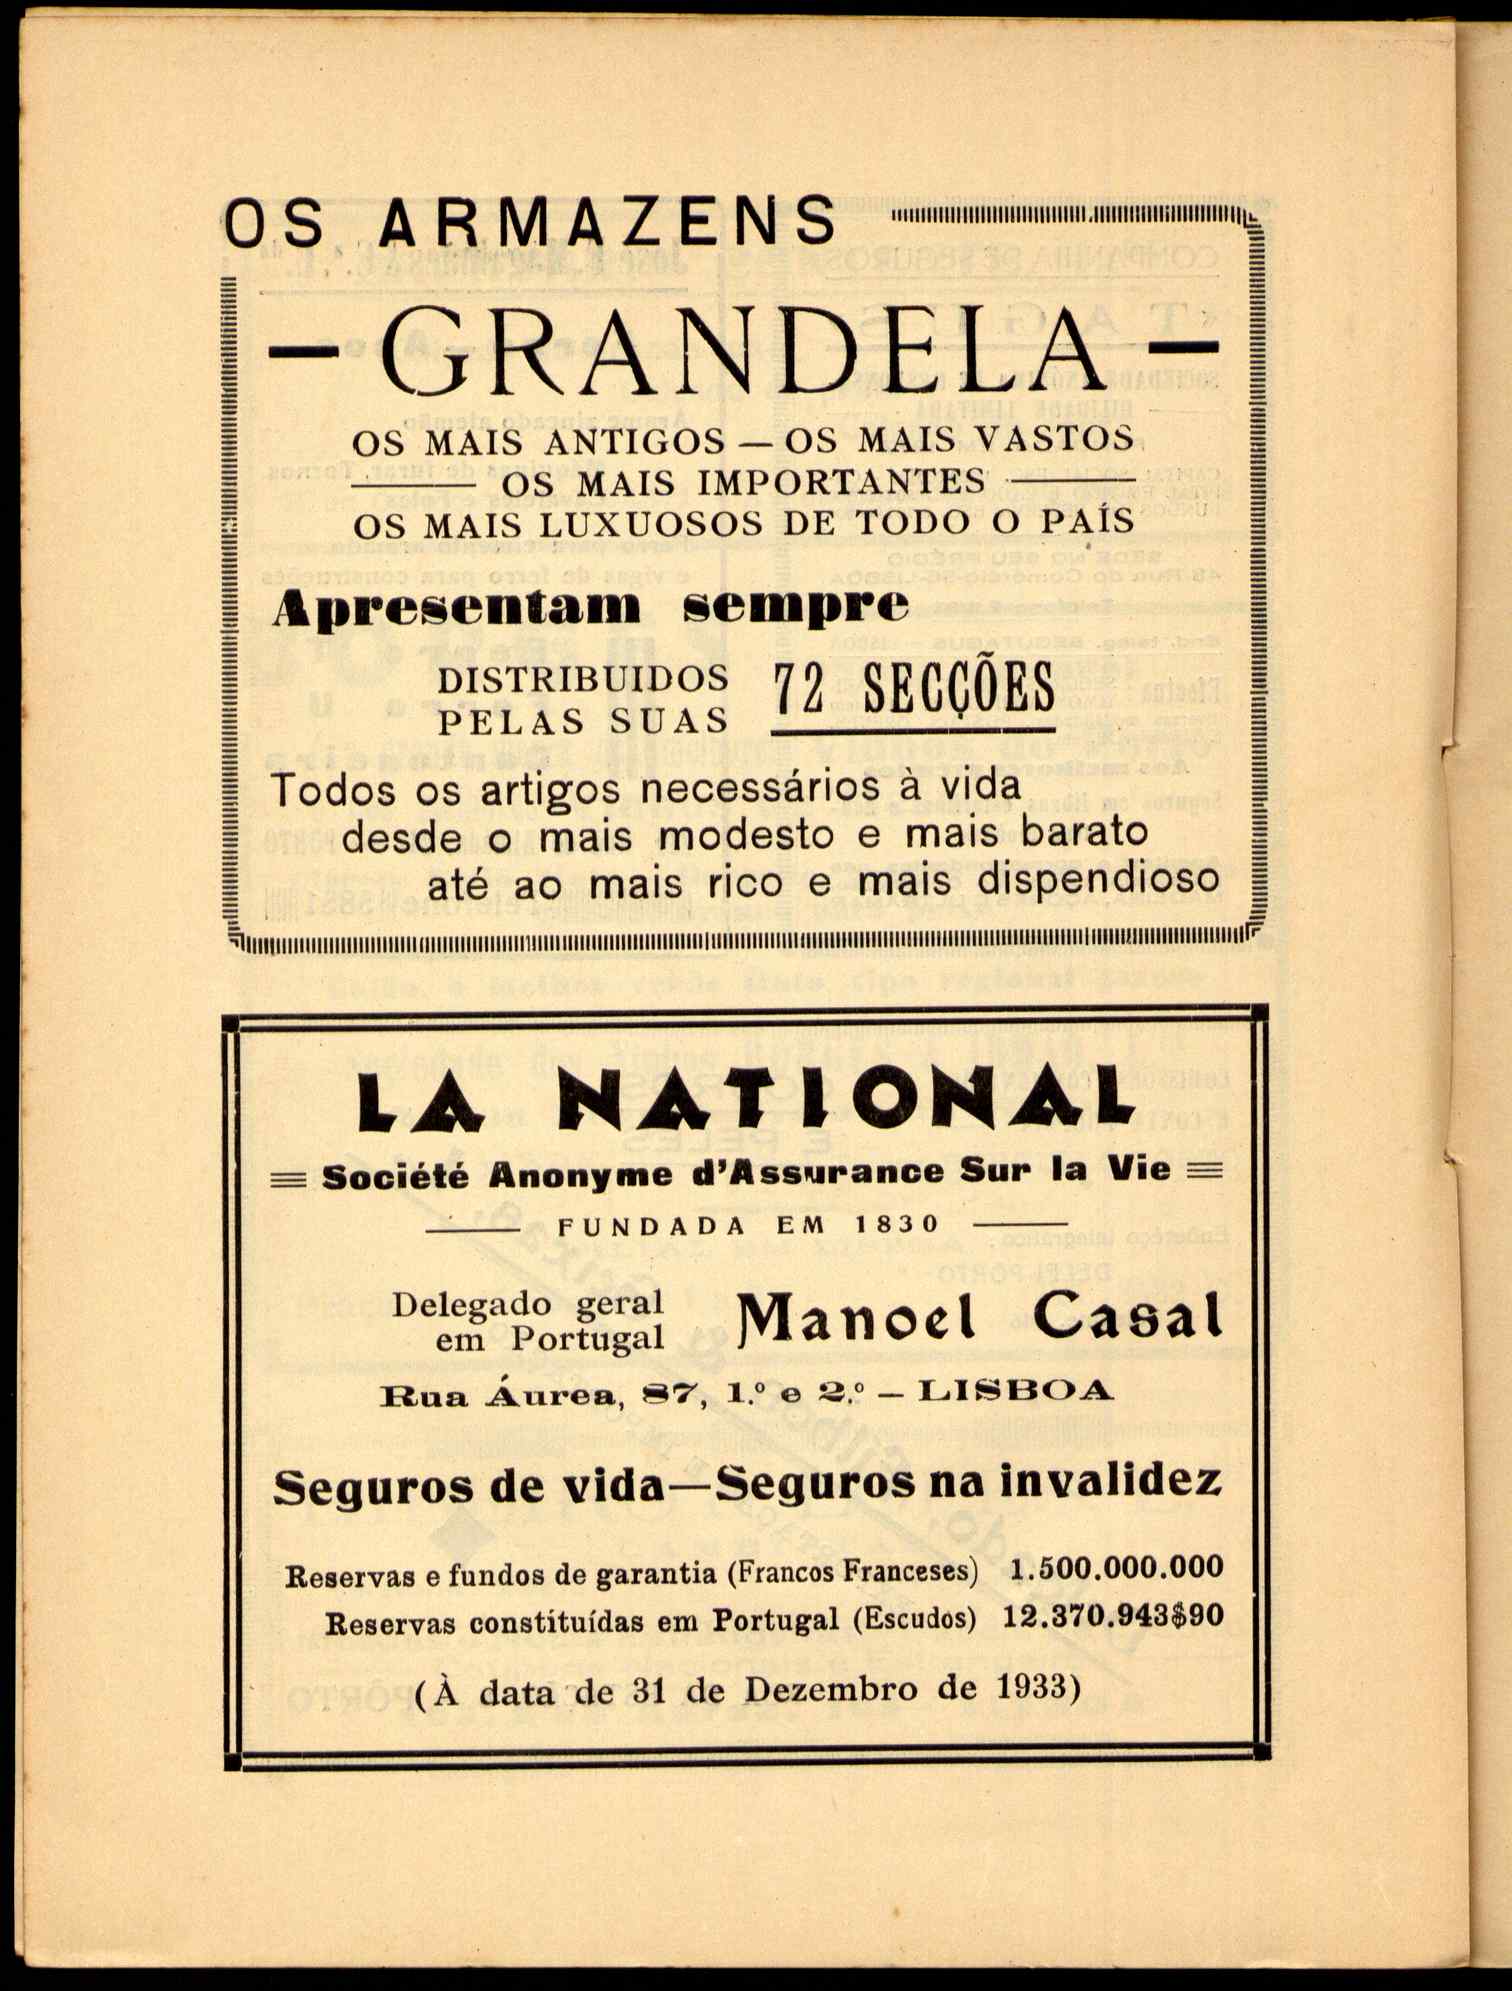 OS ARMAZENS
— GRANDELA —
OS MAIS ANTIGOS — OS MAIS VASTOS
OS MAIS IMPORTANTES
OS MAIS LUXUOSOS DE TODO O PAÍS
Apresentam sempre
DISTRIBUIDOS
PELAS SUAS
72 SECÇÕES
Todos os artigos necessários à vida
desde o mais modesto e mais barato
até ao mais rico e mais dispendioso
LA NATIONAL
Société Anonyme d'Assurance Sur la Vie
FUNDADA EM 1830
Delegado geral
em Portugal
Manoel Casal
Rua Áurea, 87, 1.º e 2.º — LISBOA
Seguros de vida—Seguros na invalidez
Reservas e fundos de garantia (Francos Franceses) 1.500.000.000
Reservas constituídas em Portugal (Escudos) 12.370.943$90
(À data de 31 de Dezembro de 1933)